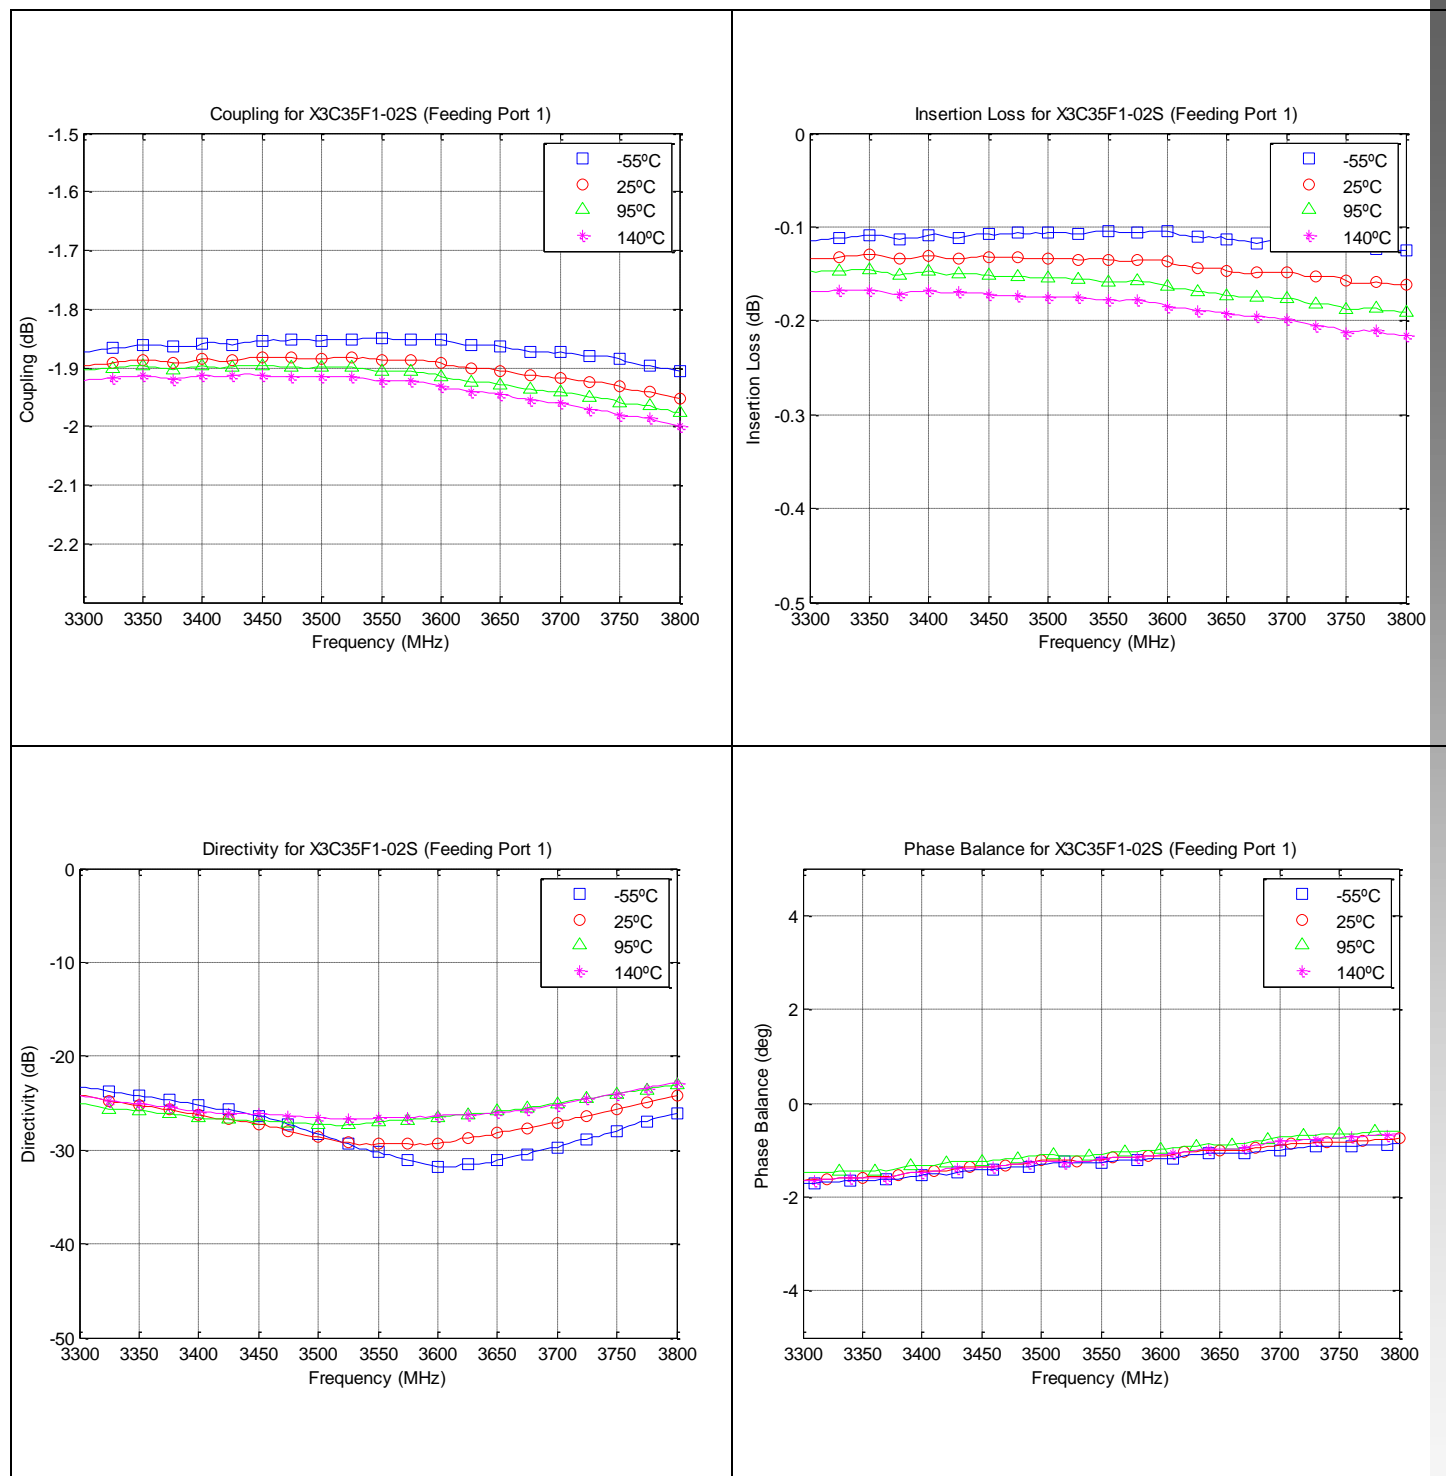 Coupling for X3C35F1-02S (Feeding Port 1)
-1.5
-1.6
-1.7
-1.8
-1.9
-2
-2.1
-2.2
Coupling (dB)
-55ºC
25ºC
95ºC
140ºC
3300 3350 3400 3450 3500 3550 3600 3650 3700 3750 3800
Frequency (MHz)
Insertion Loss for X3C35F1-02S (Feeding Port 1)
0
-0.1
-0.2
-0.3
-0.4
-0.5
Insertion Loss (dB)
-55ºC
25ºC
95ºC
140ºC
3300 3350 3400 3450 3500 3550 3600 3650 3700 3750 3800
Frequency (MHz)
Directivity for X3C35F1-02S (Feeding Port 1)
0
-10
-20
-30
-40
-50
Directivity (dB)
-55ºC
25ºC
95ºC
140ºC
3300 3350 3400 3450 3500 3550 3600 3650 3700 3750 3800
Frequency (MHz)
Phase Balance for X3C35F1-02S (Feeding Port 1)
4
2
0
-2
-4
Phase Balance (deg)
-55ºC
25ºC
95ºC
140ºC
3300 3350 3400 3450 3500 3550 3600 3650 3700 3750 3800
Frequency (MHz)